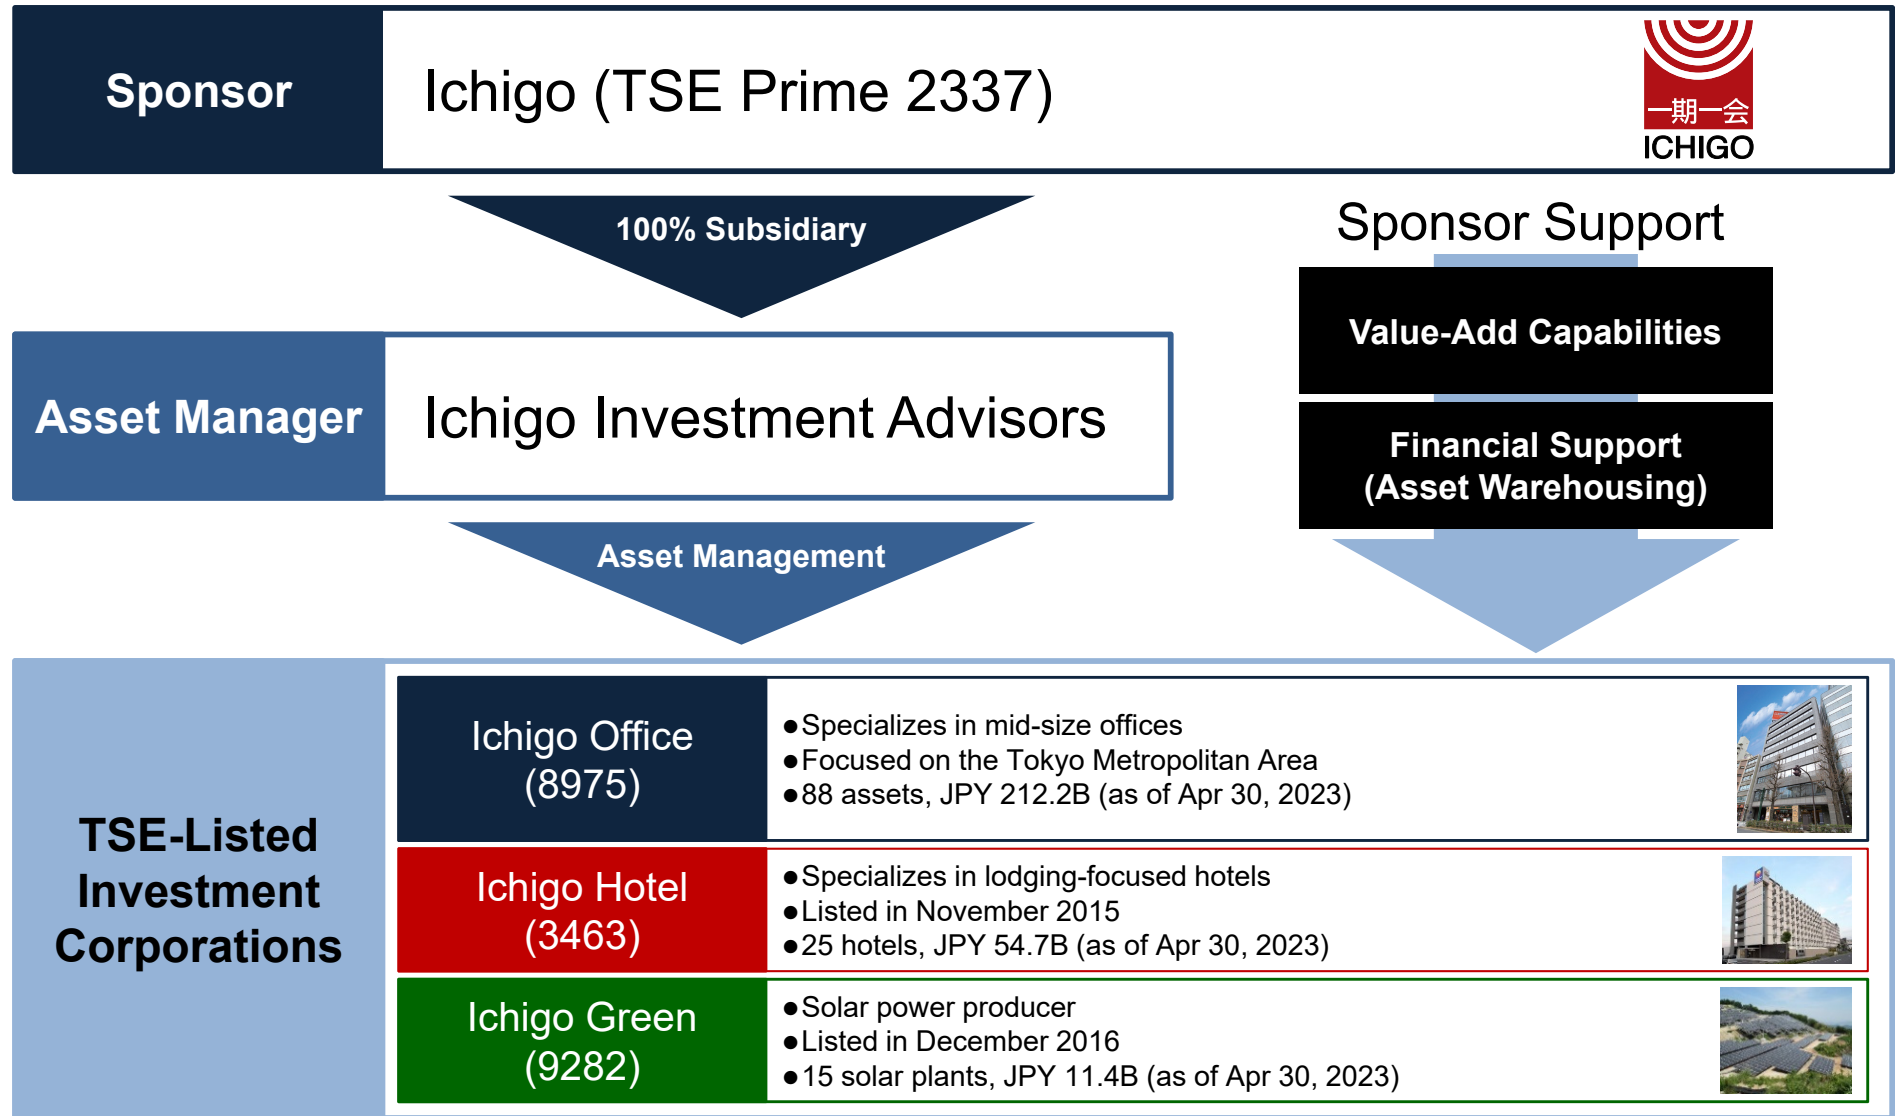 Sponsor
Ichigo (TSE Prime 2337)
一期一会
ICHIGO
100% Subsidiary
Sponsor Support
Value-Add Capabilities
Financial Support
(Asset Warehousing)
Asset Manager
Ichigo Investment Advisors
Asset Management
TSE-Listed
Investment
Corporations
Ichigo Office
(8975)
●Specializes in mid-size offices
●Focused on the Tokyo Metropolitan Area
●88 assets, JPY 212.2B (as of Apr 30, 2023)
Ichigo Hotel
(3463)
●Specializes in lodging-focused hotels
●Listed in November 2015
●25 hotels, JPY 54.7B (as of Apr 30, 2023)
Ichigo Green
(9282)
●Solar power producer
●Listed in December 2016
●15 solar plants, JPY 11.4B (as of Apr 30, 2023)